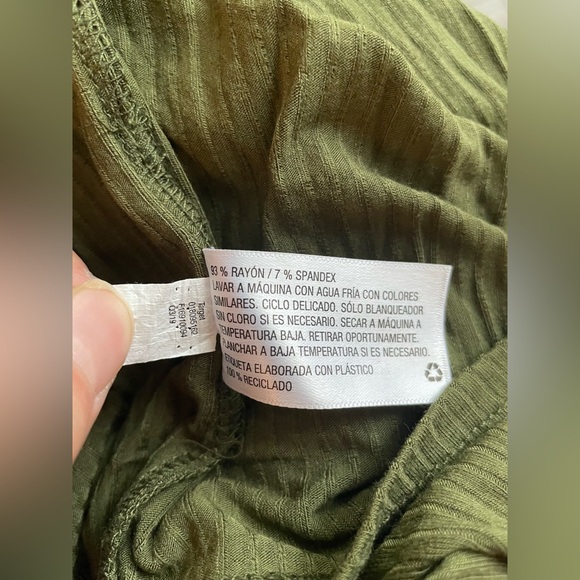 93 % RAYÓN / 7 % SPANDEX
LAVAR A MÁQUINA CON AGUA FRÍA CON COLORES
SIMILARES. CICLO DELICADO. SÓLO BLANQUEADOR
SIN CLORO SI ES NECESARIO. SECAR A MÁQUINA A
TEMPERATURA BAJA. RETIRAR OPORTUNAMENTE.
PLANCHAR A BAJA TEMPERATURA SI ES NECESARIO.
ETIQUETA ELABORADA CON PLÁSTICO
100 % RECICLADO
Target